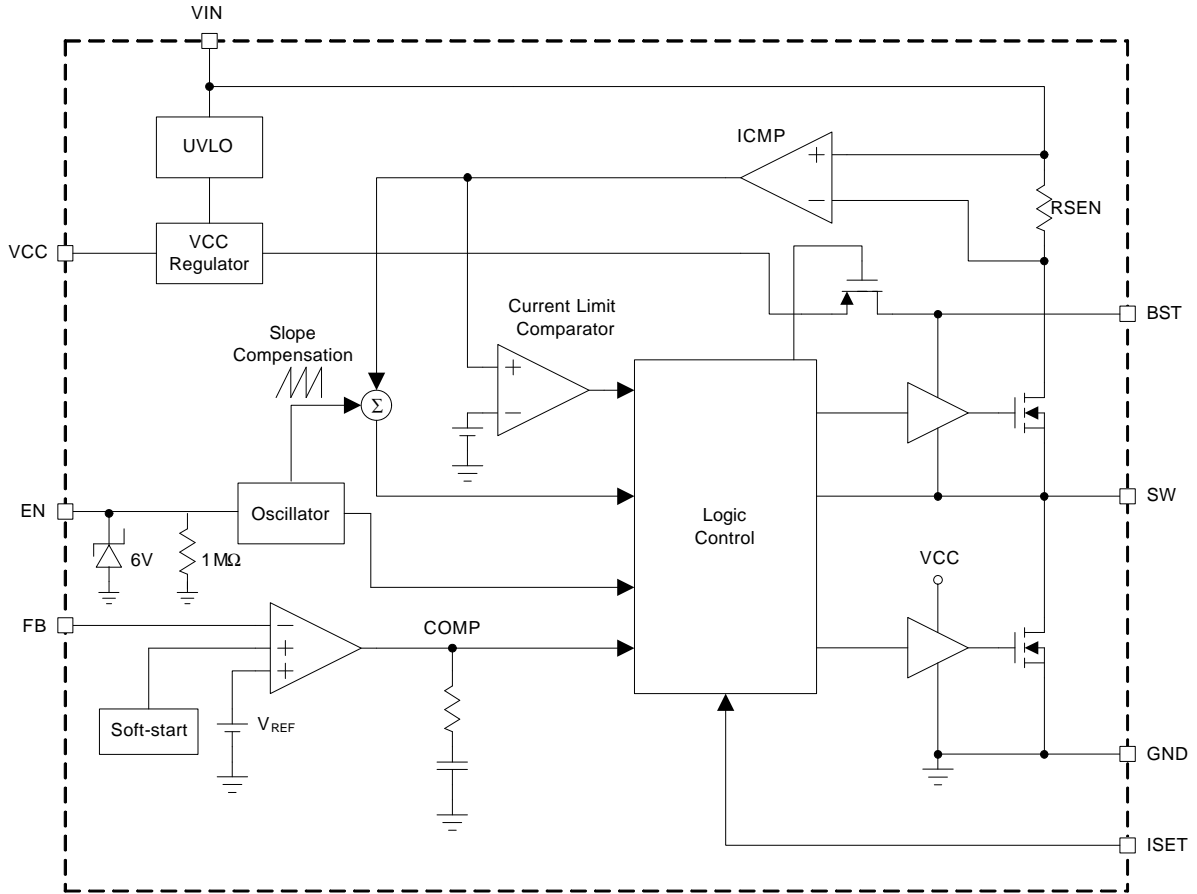 VIN
UVLO
ICMP
+
−
RSEN
VCC
VCC
Regulator
BST
Current Limit
Comparator
Slope
Compensation
+
−
Σ
EN
Oscillator
Logic
Control
SW
6V
1MΩ
VCC
FB
−
+
+
COMP
Soft-start
VREF
GND
ISET